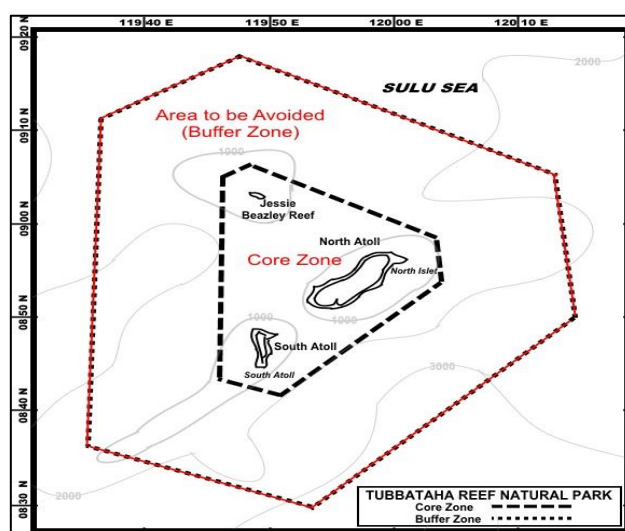 119 40 E
119 50 E
120 00 E
120 10 E
09 20 N
2000
SULU SEA
Area to be Avoided
(Buffer Zone)
09 10 N
1000
Jessie
Beazley Reef
09 00 N
North Atoll
Core Zone
North Islet
08 50 N
1000
1000
South Atoll
South Atoll
3000
08 40 N
2000
08 30 N
TUBBATAHA REEF NATURAL PARK
Core Zone
Buffer Zone